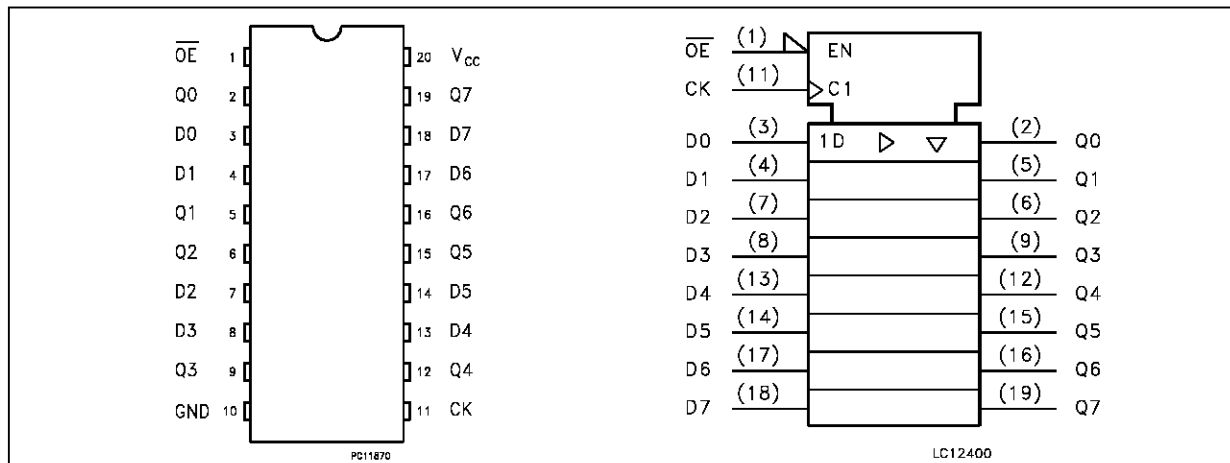 O̅E̅ 1 20 VCC
Q0 2 19 Q7
D0 3 18 D7
D1 4 17 D6
Q1 5 16 Q6
Q2 6 15 Q5
D2 7 14 D5
D3 8 13 D4
Q3 9 12 Q4
GND 10 11 CK
PC11870
O̅E̅ (1) EN
CK (11) C1
D0 (3) 1D (2) Q0
D1 (4) (5) Q1
D2 (7) (6) Q2
D3 (8) (9) Q3
D4 (13) (12) Q4
D5 (14) (15) Q5
D6 (17) (16) Q6
D7 (18) (19) Q7
LC12400